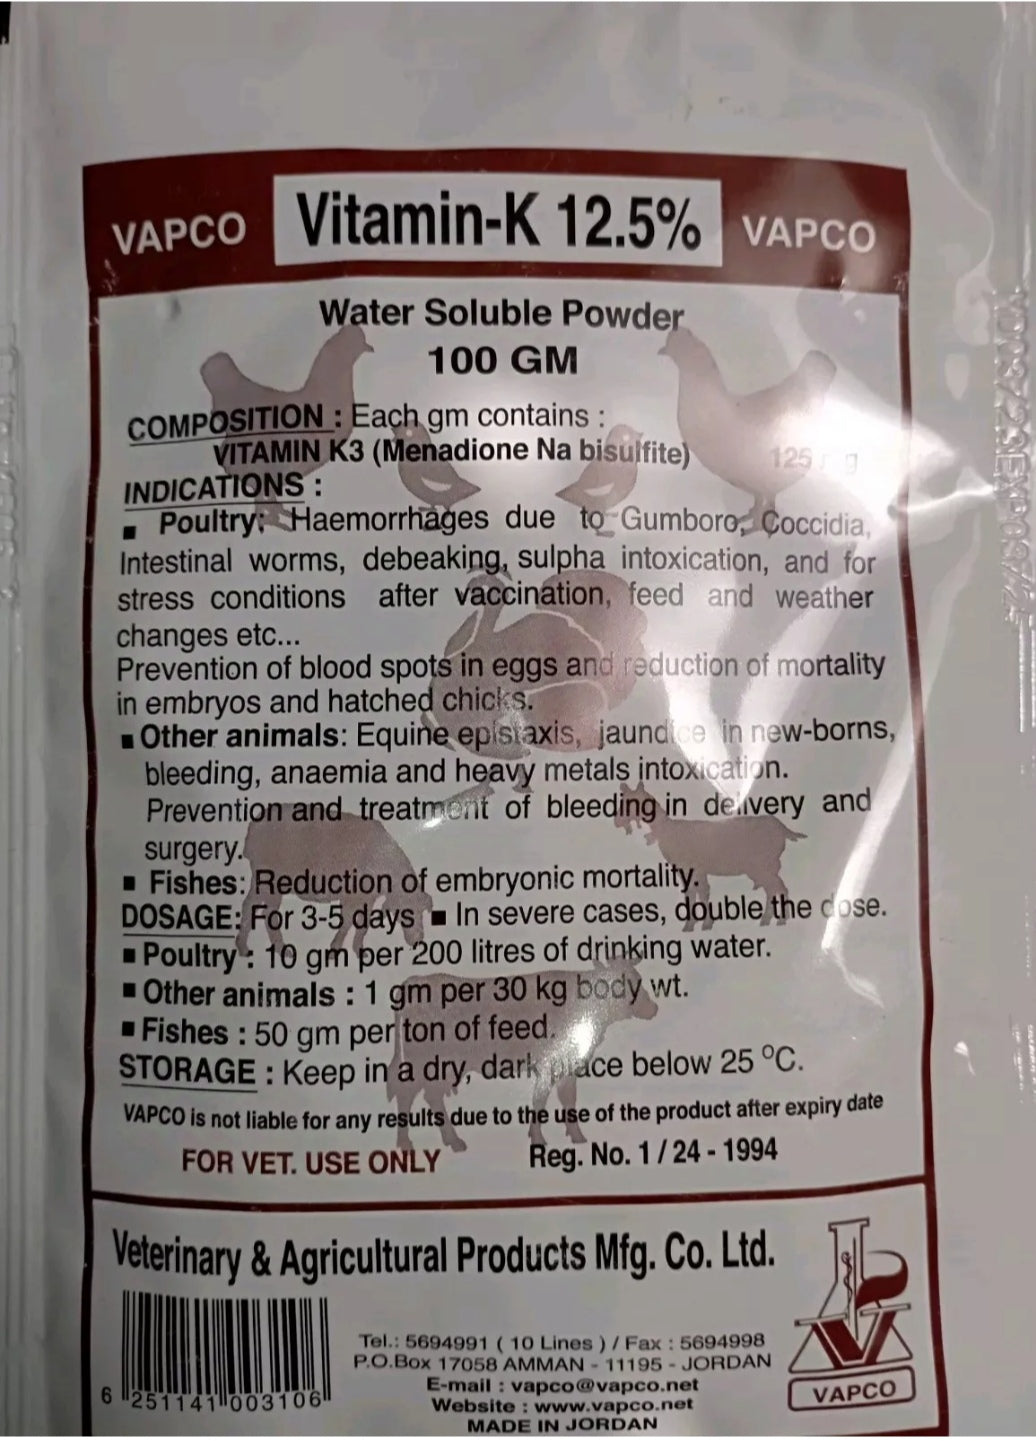 VAPCO Vitamin-K 12.5% VAPCO
Water Soluble Powder
100 GM
COMPOSITION : Each gm contains :
VITAMIN K3 (Menadione Na bisulfite) 125
INDICATIONS :
▪ Poultry: Haemorrhages due to Gumboro, Coccidia,
Intestinal worms, debeaking, sulpha intoxication, and for
stress conditions after vaccination, feed and weather
changes etc...
Prevention of blood spots in eggs and reduction of mortality
in embryos and hatched chicks.
▪ Other animals: Equine epistaxis, jaundice in new-borns,
bleeding, anaemia and heavy metals intoxication.
Prevention and treatment of bleeding in delivery and
surgery.
▪ Fishes: Reduction of embryonic mortality.
DOSAGE: For 3-5 days ▪ In severe cases, double the dose.
▪ Poultry : 10 gm per 200 litres of drinking water.
▪ Other animals : 1 gm per 30 kg body wt.
▪ Fishes : 50 gm per ton of feed.
STORAGE : Keep in a dry, dark place below 25 ºC.
VAPCO is not liable for any results due to the use of the product after expiry date
FOR VET. USE ONLY Reg. No. 1 / 24 - 1994
Veterinary & Agricultural Products Mfg. Co. Ltd.
Tel.: 5694991 ( 10 Lines ) / Fax : 5694998
P.O.Box 17058 AMMAN - 11195 - JORDAN
E-mail : vapco@vapco.net
Website : www.vapco.net
MADE IN JORDAN
6 251141 003106
VAPCO